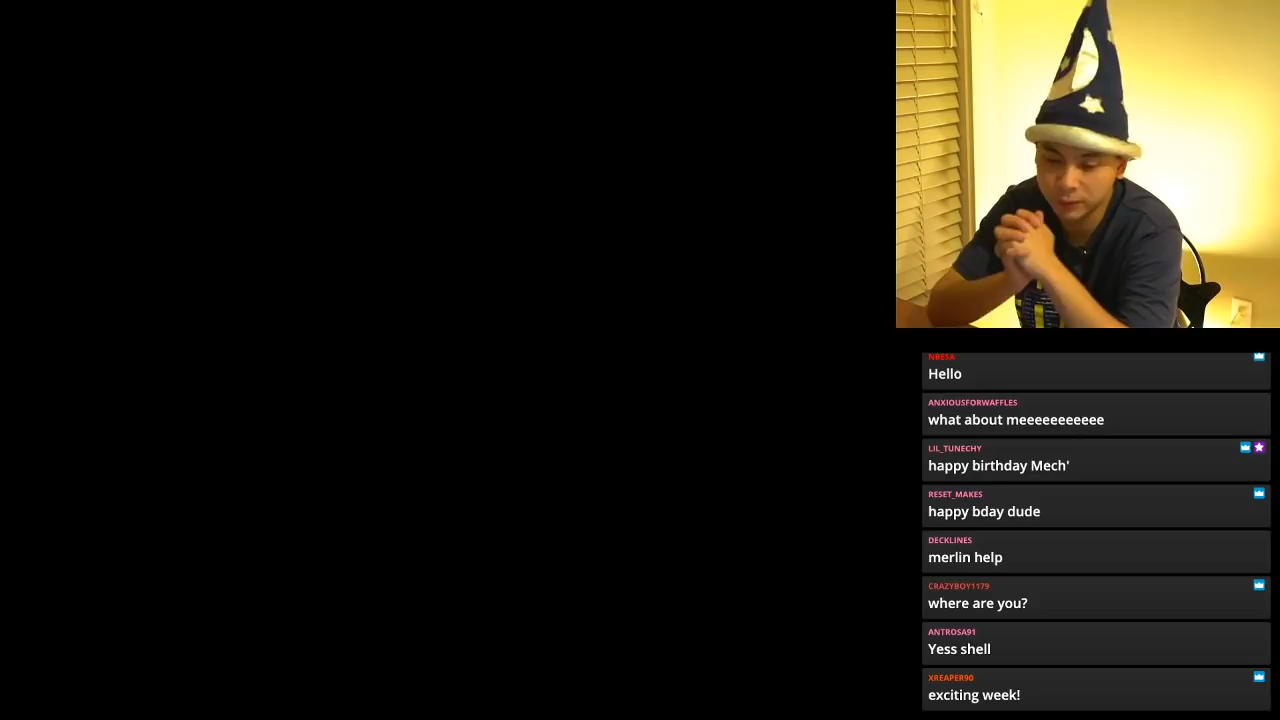 NBESA
Hello
ANXIOUSFORWAFFLES
what about meeeeeeeeeee
LIL_TUNECHY
happy birthday Mech'
RESET_MAKES
happy bday dude
DECKLINES
merlin help
CRAZYBOY1179
where are you?
ANTROSA91
Yess shell
XREAPER90
exciting week!